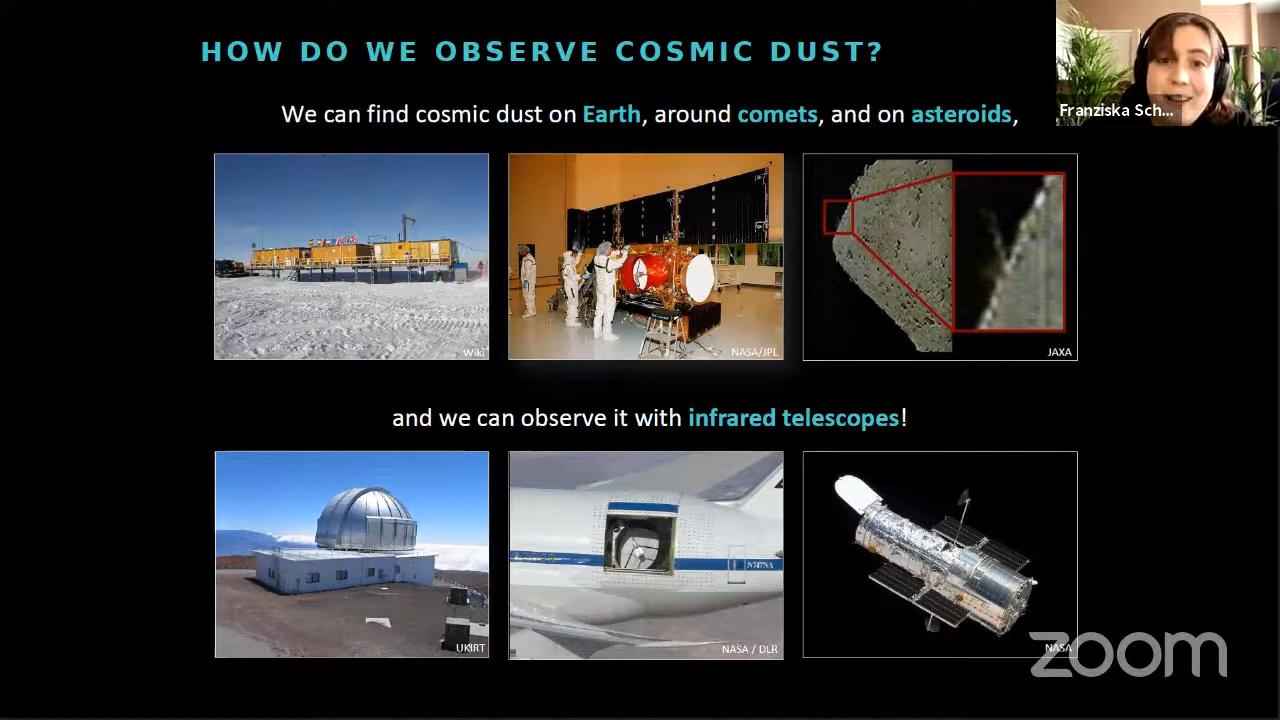 HOW DO WE OBSERVE COSMIC DUST?
Franziska Sch...
We can find cosmic dust on Earth, around comets, and on asteroids,
Wiki
NASA/JPL
JAXA
and we can observe it with infrared telescopes!
N747NA
UKIRT
NASA / DLR
NASA
zoom